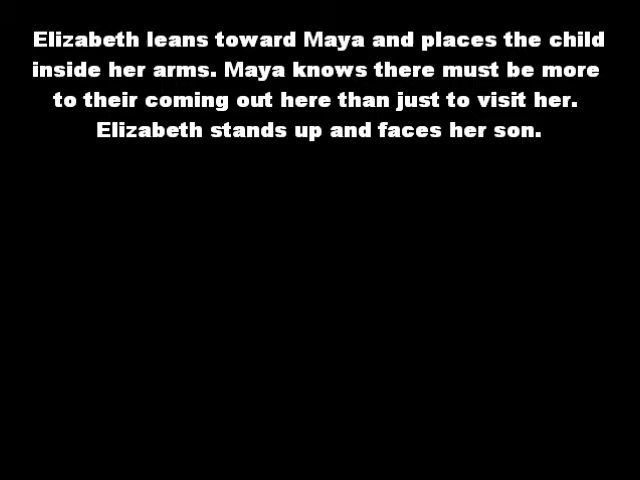 Elizabeth leans toward Maya and places the child
inside her arms. Maya knows there must be more
to their coming out here than just to visit her.
Elizabeth stands up and faces her son.